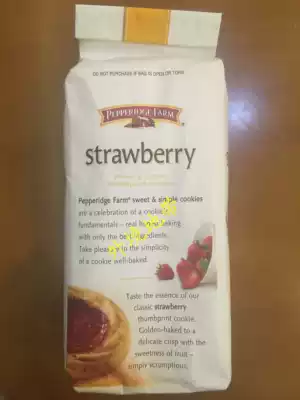 DO NOT PURCHASE IF BAG IS OPEN OR TORN
PEPPERIDGE FARM®
strawberry
Pepperidge Farm® sweet & simple cookies
are a celebration of a cookie's
fundamentals – real home baking
with only the best ingredients.
Take pleasure in the simplicity
of a cookie well-baked.
Taste the essence of our
classic strawberry
thumbprint cookie.
Golden-baked to a
delicate crisp with the
sweetness of fruit –
simply scrumptious.